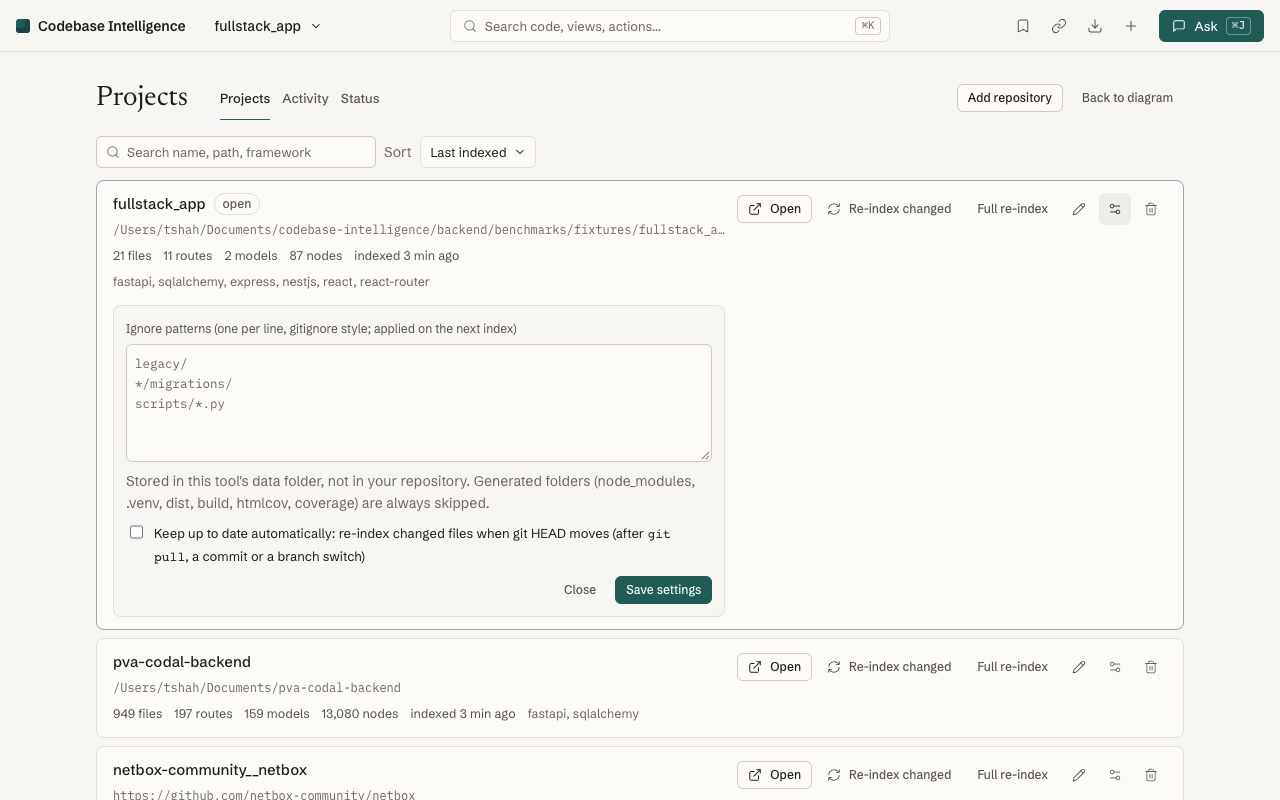 Codebase Intelligence fullstack_app Search code, views, actions... ⌘K Ask ⌘J
Projects Projects Activity Status Add repository Back to diagram
Search name, path, framework Sort Last indexed
fullstack_app open Open Re-index changed Full re-index
/Users/tshah/Documents/codebase-intelligence/backend/benchmarks/fixtures/fullstack_a…
21 files 11 routes 2 models 87 nodes indexed 3 min ago
fastapi, sqlalchemy, express, nestjs, react, react-router
Ignore patterns (one per line, gitignore style; applied on the next index)
legacy/
*/migrations/
scripts/*.py
Stored in this tool's data folder, not in your repository. Generated folders (node_modules,
.venv, dist, build, htmlcov, coverage) are always skipped.
Keep up to date automatically: re-index changed files when git HEAD moves (after git
pull, a commit or a branch switch)
Close Save settings
pva-codal-backend Open Re-index changed Full re-index
/Users/tshah/Documents/pva-codal-backend
949 files 197 routes 159 models 13,080 nodes indexed 3 min ago fastapi, sqlalchemy
netbox-community__netbox Open Re-index changed Full re-index
https://github.com/netbox-community/netbox